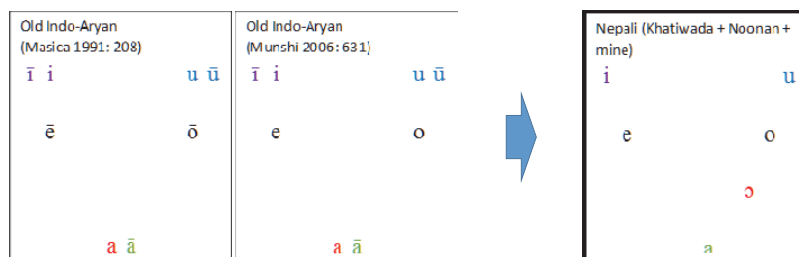 Old Indo-Aryan
(Masica 1991: 208)
ī i u ū
ē ō
a ā
Old Indo-Aryan
(Munshi 2006: 631)
ī i u ū
e o
a ā
Nepali (Khatiwada + Noonan +
mine)
i u
e o
ɔ
a